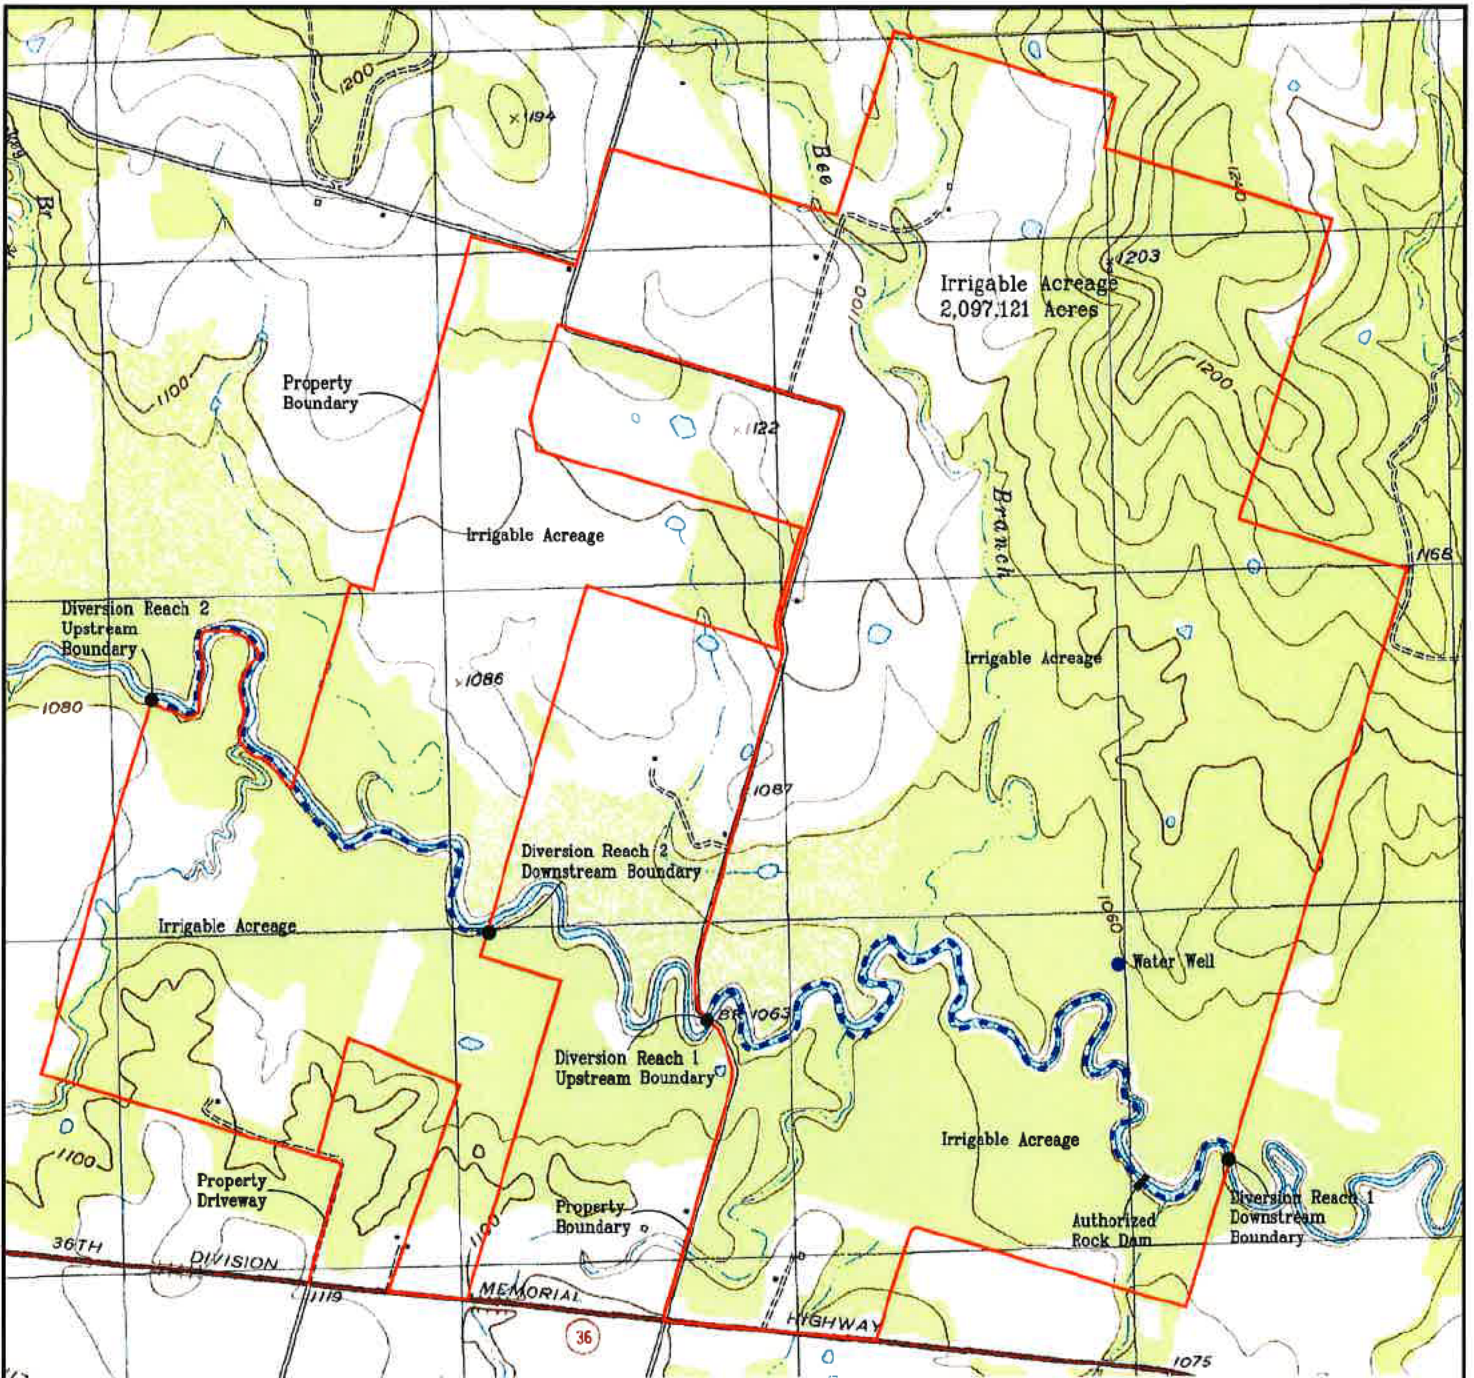 1200
1194
Bee
Br
1240
1203
Irrigable Acreage
2,097.121 Acres
1100
1200
Property
Boundary
1100
1122
Branch
Irrigable Acreage
1168
Diversion Reach 2
Upstream
Boundary
Irrigable Acreage
1086
1080
1087
Diversion Reach 2
Downstream Boundary
1060
Irrigable Acreage
Water Well
BR 1063
Diversion Reach 1
Upstream Boundary
Irrigable Acreage
1100
Property
Driveway
Property
Boundary
1100
Diversion Reach 1
Downstream
Boundary
Authorized
Rock Dam
36TH DIVISION MEMORIAL HIGHWAY
1119
36
1075